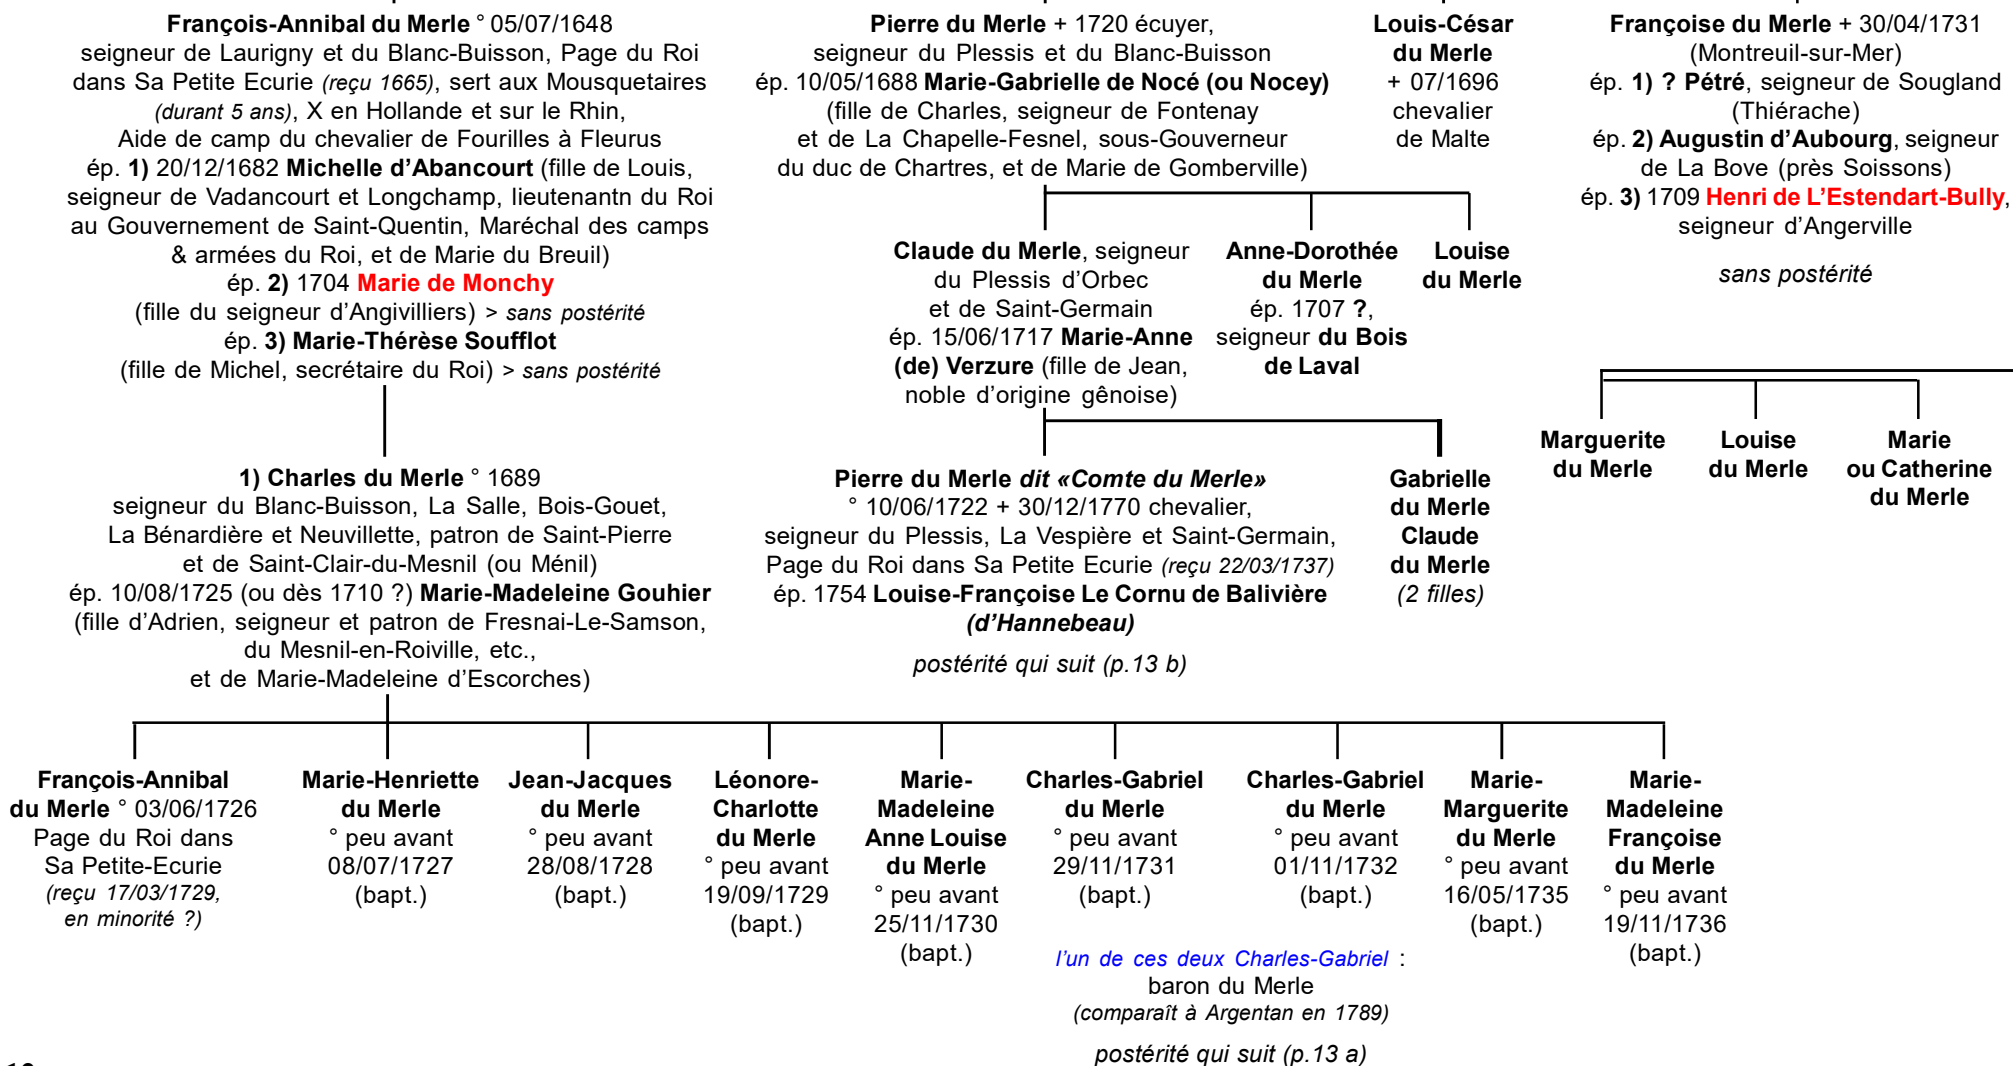 François-Annibal du Merle ° 05/07/1648
seigneur de Laurigny et du Blanc-Buisson, Page du Roi
dans Sa Petite Ecurie (reçu 1665), sert aux Mousquetaires
(durant 5 ans), X en Hollande et sur le Rhin,
Aide de camp du chevalier de Fourilles à Fleurus
ép. 1) 20/12/1682 Michelle d’Abancourt (fille de Louis,
seigneur de Vadancourt et Longchamp, lieutenantn du Roi
au Gouvernement de Saint-Quentin, Maréchal des camps
& armées du Roi, et de Marie du Breuil)
ép. 2) 1704 Marie de Monchy
(fille du seigneur d’Angivilliers) > sans postérité
ép. 3) Marie-Thérèse Soufflot
(fille de Michel, secrétaire du Roi) > sans postérité
Pierre du Merle + 1720 écuyer,
seigneur du Plessis et du Blanc-Buisson
ép. 10/05/1688 Marie-Gabrielle de Nocé (ou Nocey)
(fille de Charles, seigneur de Fontenay
et de La Chapelle-Fesnel, sous-Gouverneur
du duc de Chartres, et de Marie de Gomberville)
Louis-César
du Merle
+ 07/1696
chevalier
de Malte
Françoise du Merle + 30/04/1731
(Montreuil-sur-Mer)
ép. 1) ? Pétré, seigneur de Sougland
(Thiérache)
ép. 2) Augustin d’Aubourg, seigneur
de La Bove (près Soissons)
ép. 3) 1709 Henri de L’Estendart-Bully,
seigneur d’Angerville
sans postérité
Claude du Merle, seigneur
du Plessis d’Orbec
et de Saint-Germain
ép. 15/06/1717 Marie-Anne
(de) Verzure (fille de Jean,
noble d’origine gênoise)
Anne-Dorothée
du Merle
ép. 1707 ?,
seigneur du Bois
de Laval
Louise
du Merle
Marguerite
du Merle
Louise
du Merle
Marie
ou Catherine
du Merle
1) Charles du Merle ° 1689
seigneur du Blanc-Buisson, La Salle, Bois-Gouet,
La Bénardière et Neuvillette, patron de Saint-Pierre
et de Saint-Clair-du-Mesnil (ou Ménil)
ép. 10/08/1725 (ou dès 1710 ?) Marie-Madeleine Gouhier
(fille d’Adrien, seigneur et patron de Fresnai-Le-Samson,
du Mesnil-en-Roiville, etc.,
et de Marie-Madeleine d’Escorches)
Pierre du Merle dit «Comte du Merle»
° 10/06/1722 + 30/12/1770 chevalier,
seigneur du Plessis, La Vespière et Saint-Germain,
Page du Roi dans Sa Petite Ecurie (reçu 22/03/1737)
ép. 1754 Louise-Françoise Le Cornu de Balivière
(d’Hannebeau)
postérité qui suit (p.13 b)
Gabrielle
du Merle
Claude
du Merle
(2 filles)
François-Annibal
du Merle ° 03/06/1726
Page du Roi dans
Sa Petite-Ecurie
(reçu 17/03/1729,
en minorité ?)
Marie-Henriette
du Merle
° peu avant
08/07/1727
(bapt.)
Jean-Jacques
du Merle
° peu avant
28/08/1728
(bapt.)
Léonore-
Charlotte
du Merle
° peu avant
19/09/1729
(bapt.)
Marie-
Madeleine
Anne Louise
du Merle
° peu avant
25/11/1730
(bapt.)
Charles-Gabriel
du Merle
° peu avant
29/11/1731
(bapt.)
Charles-Gabriel
du Merle
° peu avant
01/11/1732
(bapt.)
Marie-
Marguerite
du Merle
° peu avant
16/05/1735
(bapt.)
Marie-
Madeleine
Françoise
du Merle
° peu avant
19/11/1736
(bapt.)
l’un de ces deux Charles-Gabriel :
baron du Merle
(comparaît à Argentan en 1789)
postérité qui suit (p.13 a)